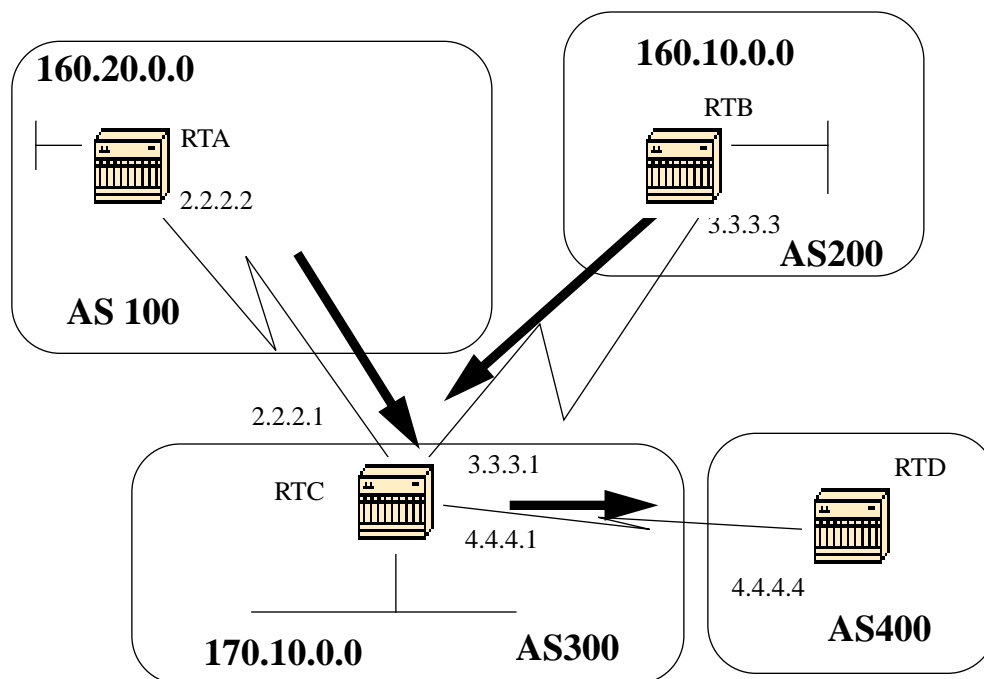 160.20.0.0
160.10.0.0
RTA
RTB
2.2.2.2
3.3.3.3
AS200
AS 100
2.2.2.1
3.3.3.1
RTC
RTD
4.4.4.1
4.4.4.4
170.10.0.0
AS300
AS400